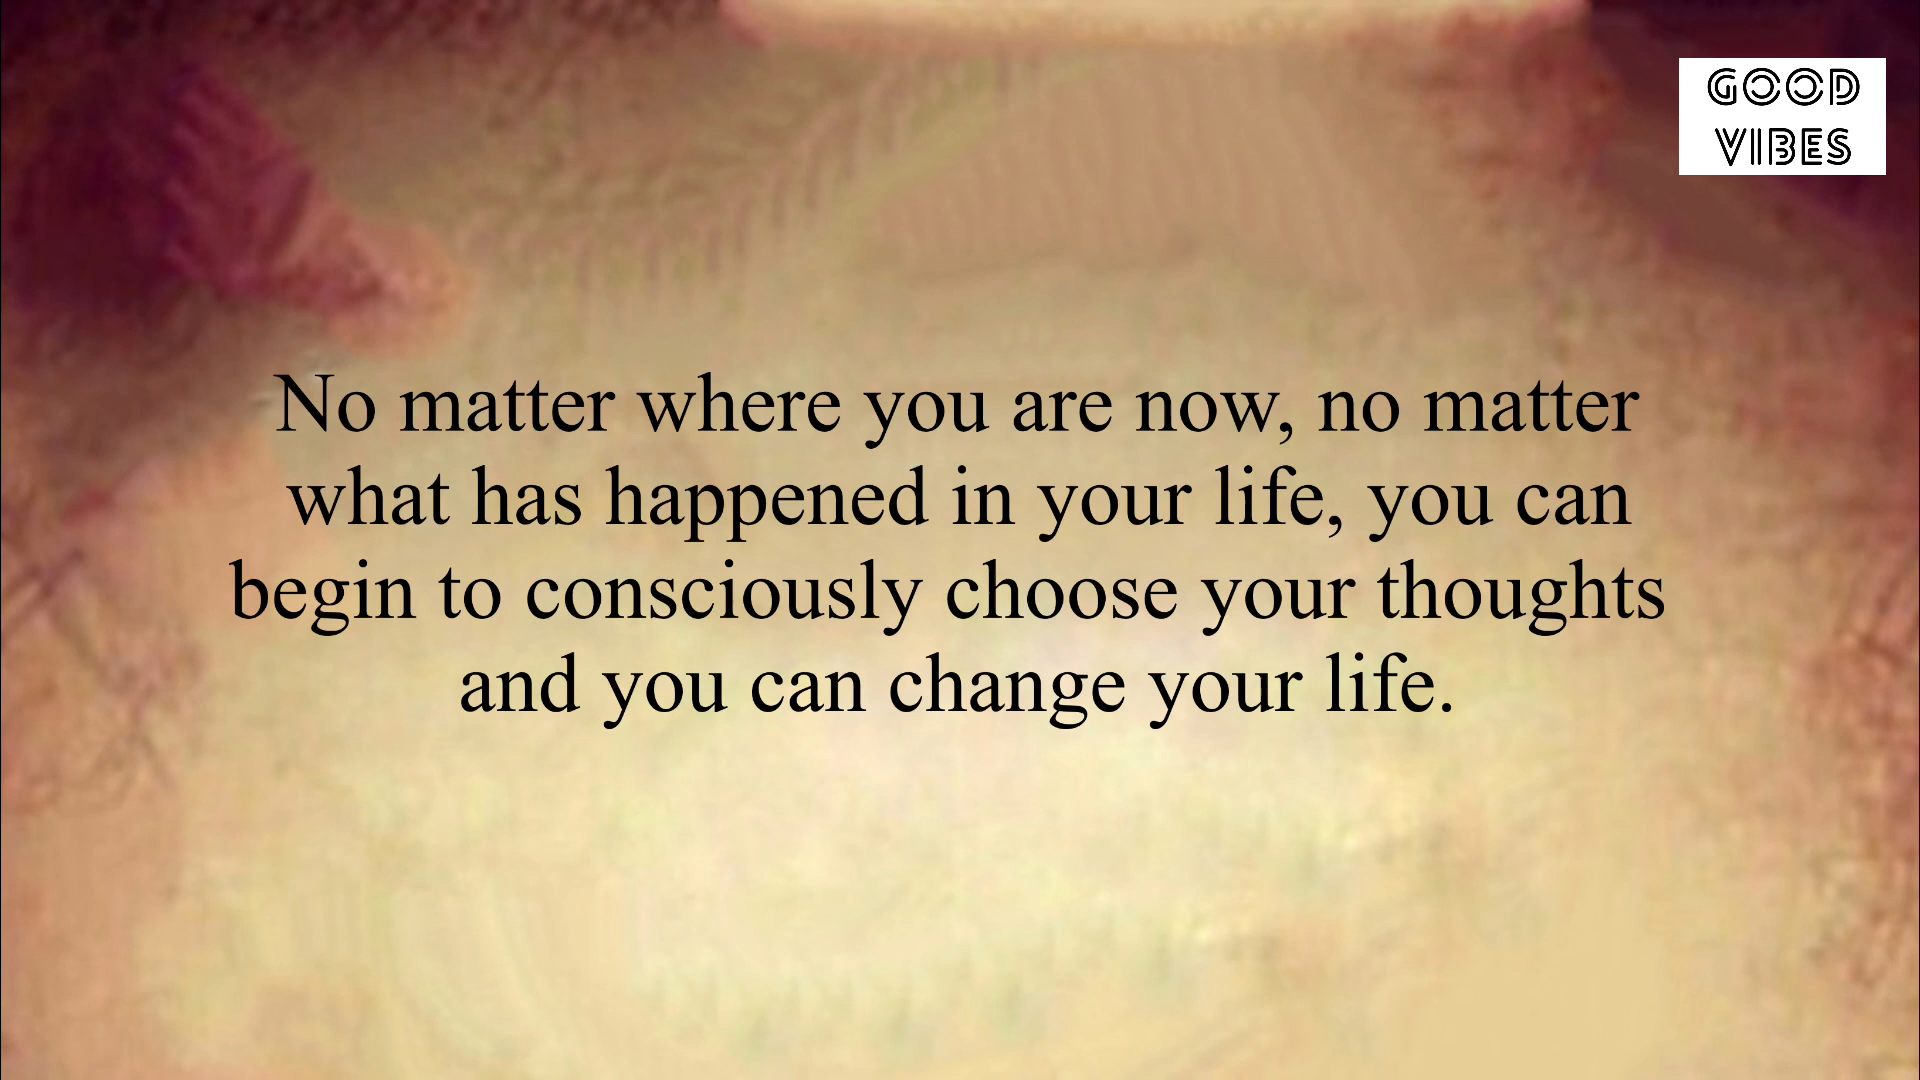 GOOD
VIBES
No matter where you are now, no matter
what has happened in your life, you can
begin to consciously choose your thoughts
and you can change your life.